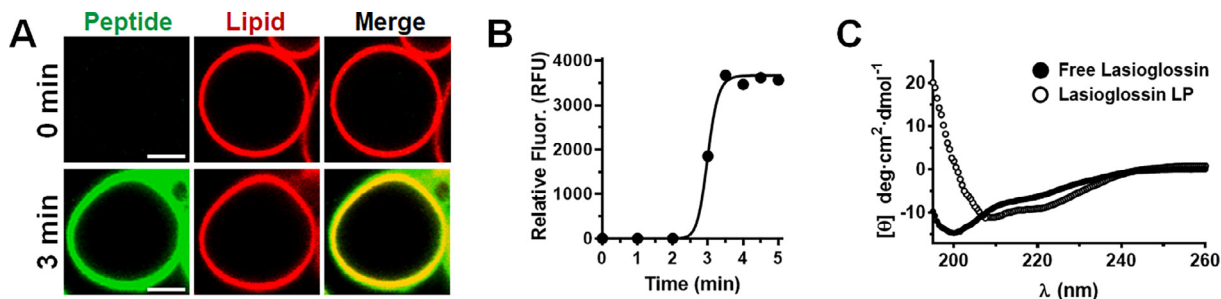 A
Peptide
Lipid
Merge
0 min
3 min
B
Relative Fluor. (RFU)
4000
3000
2000
1000
0
0
1
2
3
4
5
Time (min)
C
[θ] deg·cm²·dmol⁻¹
20
10
0
-10
200
220
240
260
λ (nm)
Free Lasioglossin
Lasioglossin LP